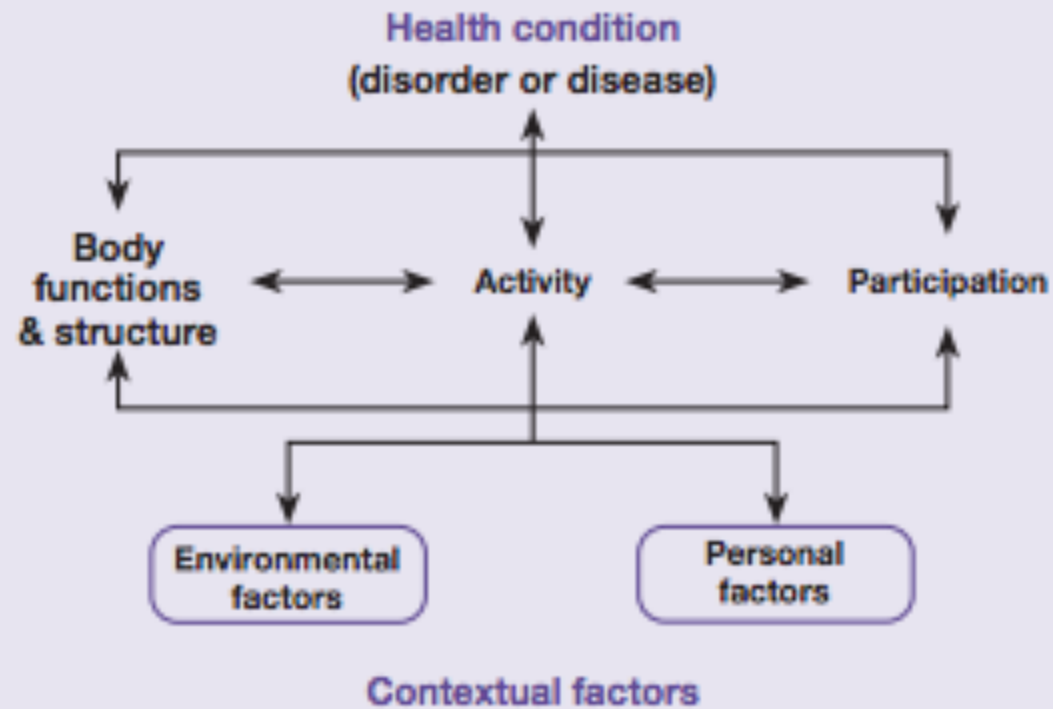 Health condition
(disorder or disease)
Body
functions
& structure
Activity
Participation
Environmental
factors
Personal
factors
Contextual factors